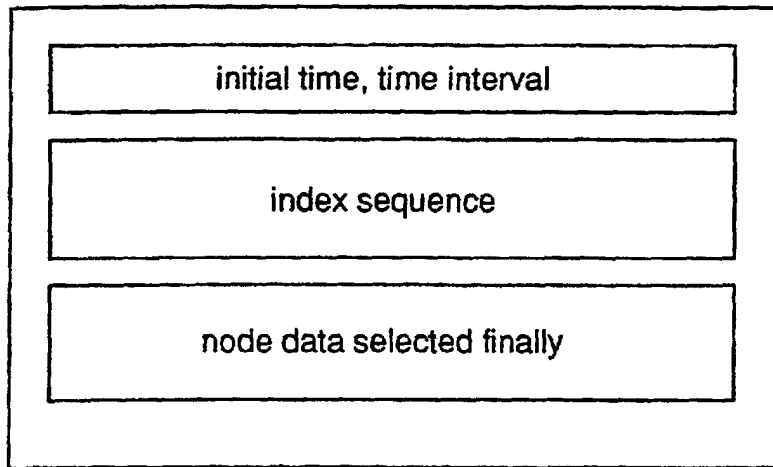 initial time, time interval
index sequence
node data selected finally